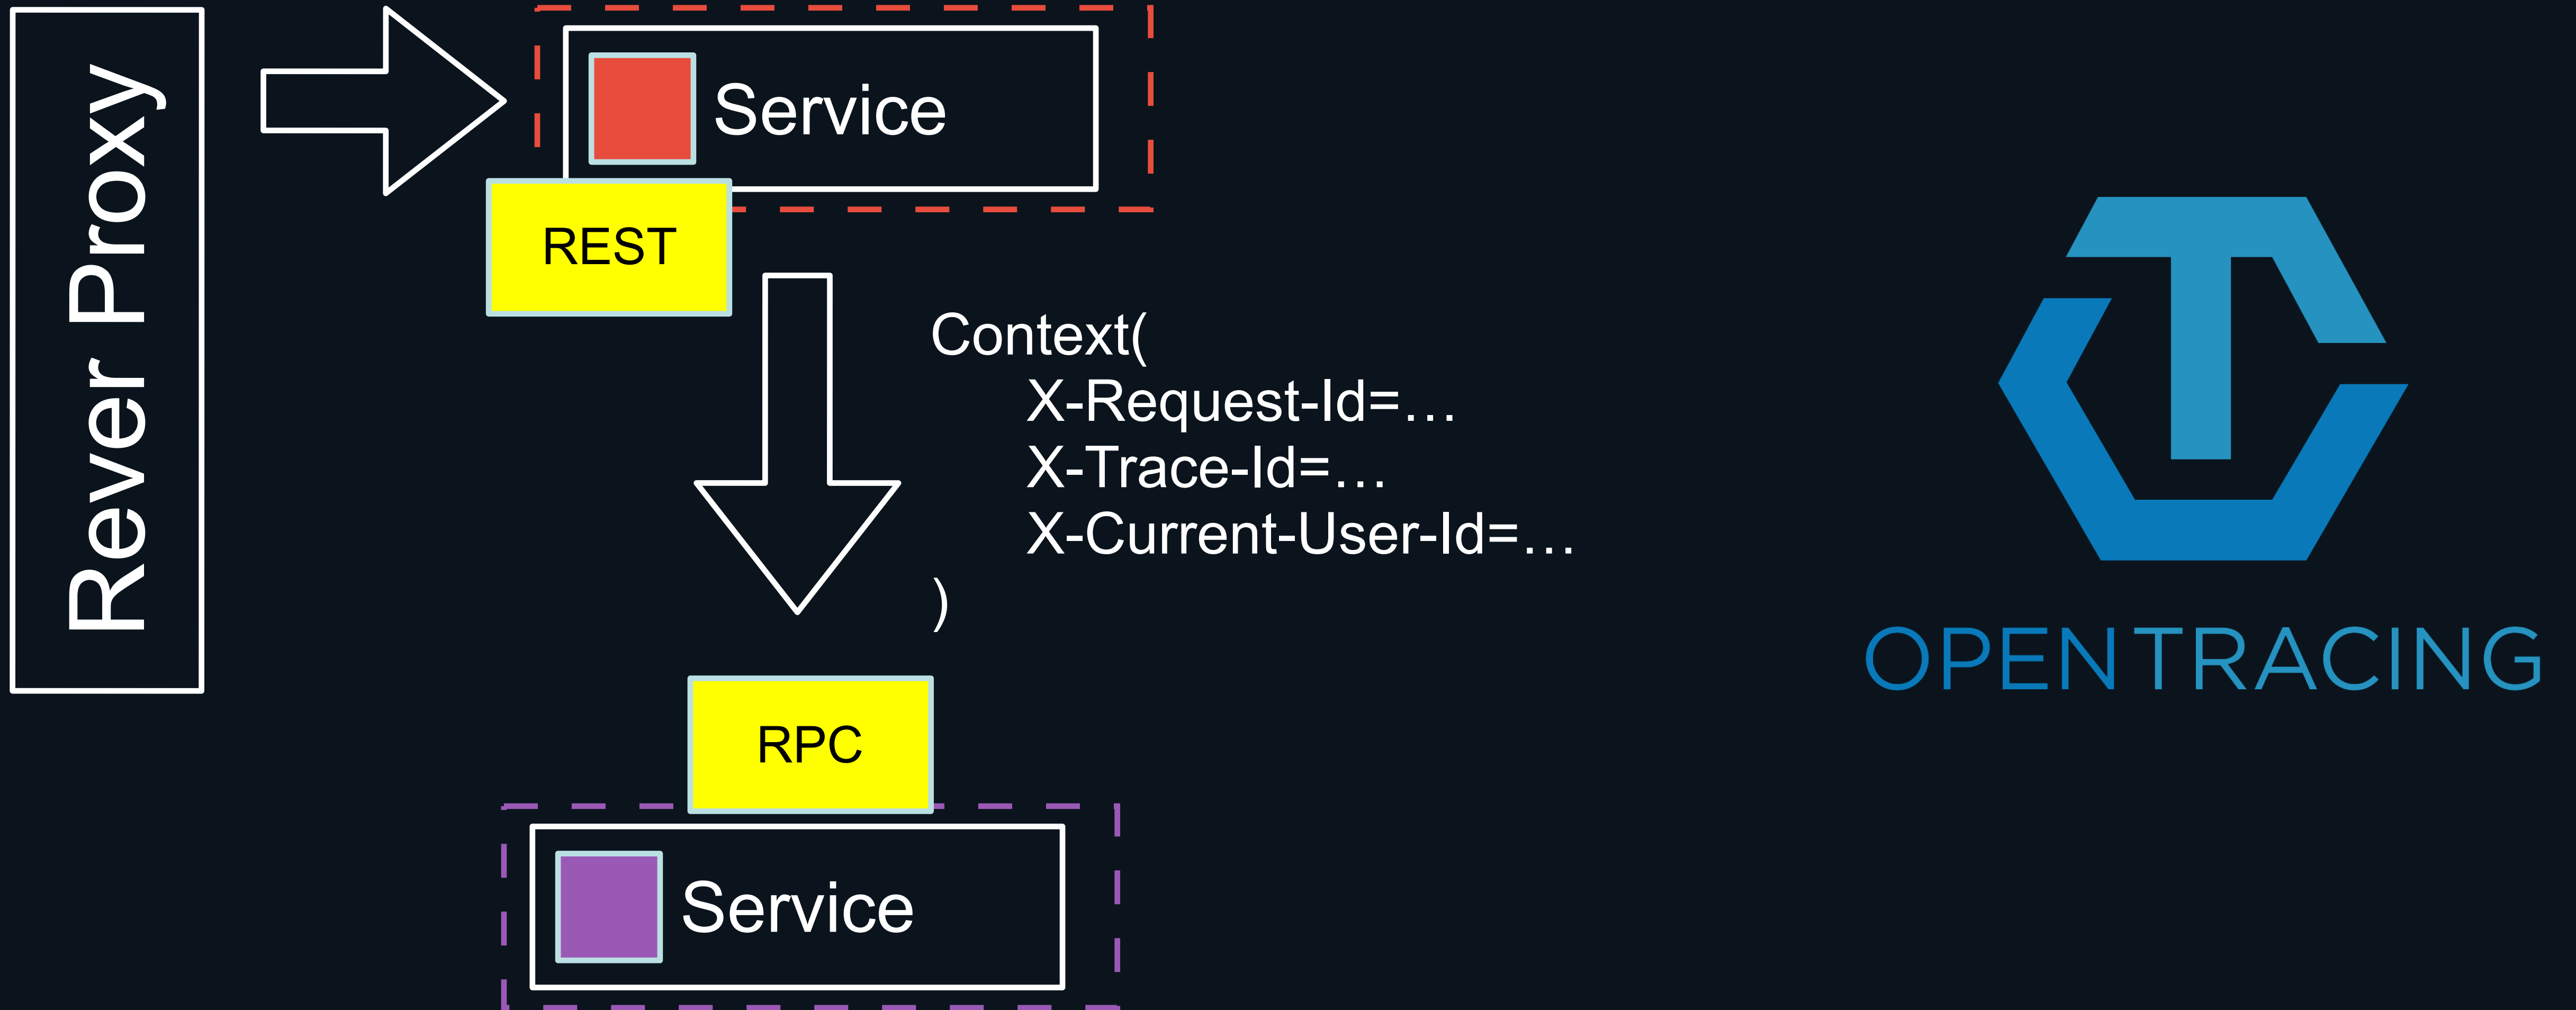 Rever Proxy
Service
REST
Context(
X-Request-Id=…
X-Trace-Id=…
X-Current-User-Id=…
)
OPENTRACING
RPC
Service